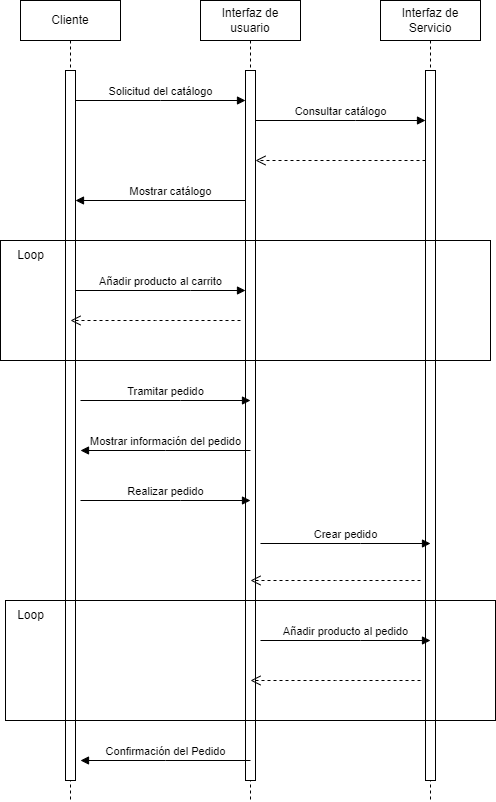 Cliente
Interfaz de
usuario
Interfaz de
Servicio
Solicitud del catálogo
Consultar catálogo
Mostrar catálogo
Loop
Añadir producto al carrito
Tramitar pedido
Mostrar información del pedido
Realizar pedido
Crear pedido
Loop
Añadir producto al pedido
Confirmación del Pedido